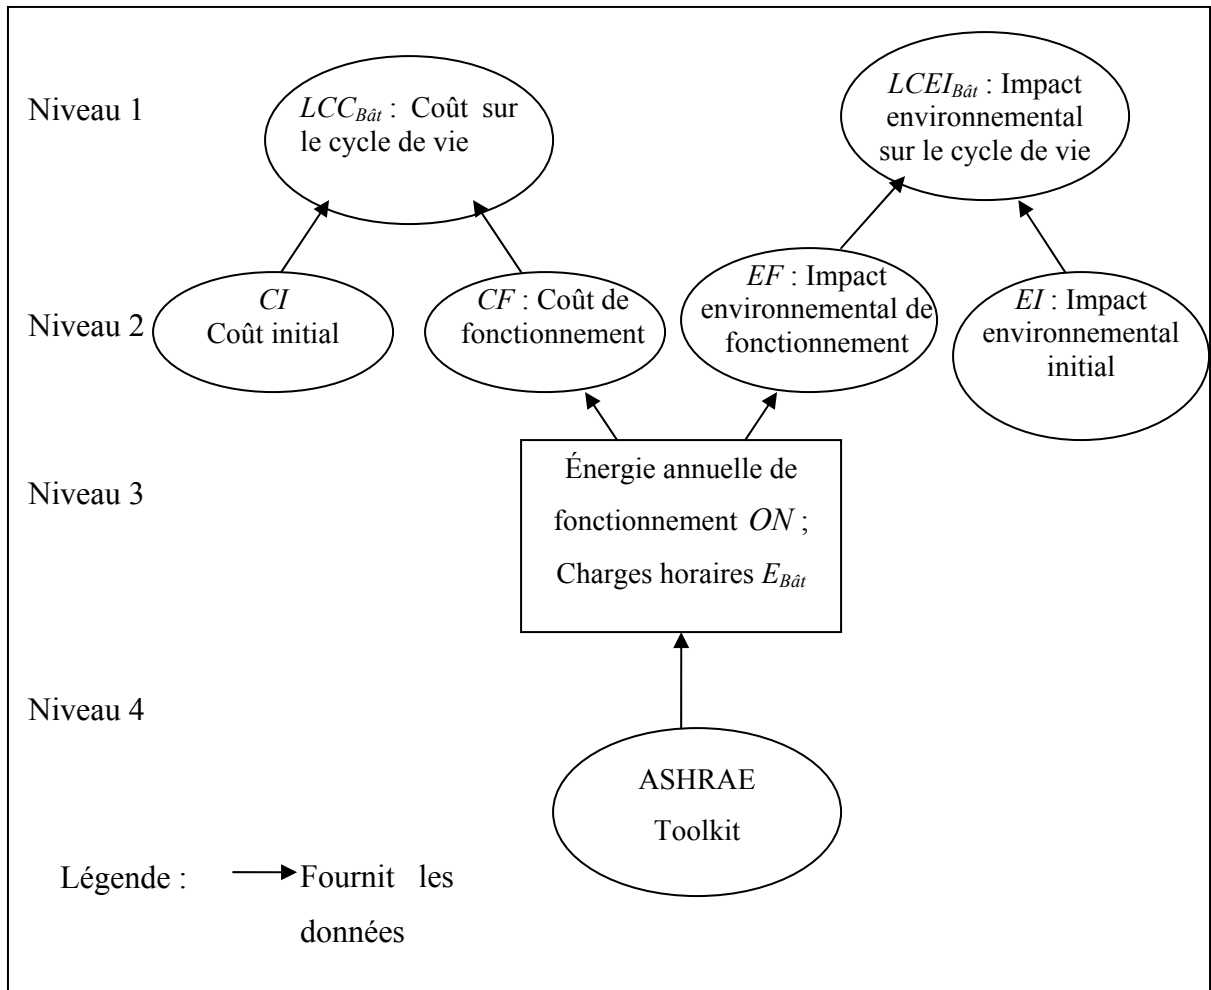 Niveau 1
LCC_Bât : Coût sur
le cycle de vie
LCEI_Bât : Impact
environnemental
sur le cycle de vie
Niveau 2
CI
Coût initial
CF : Coût de
fonctionnement
EF : Impact
environnemental de
fonctionnement
EI : Impact
environnemental
initial
Niveau 3
Énergie annuelle de
fonctionnement ON ;
Charges horaires E_Bât
Niveau 4
ASHRAE
Toolkit
Légende :
Fournit les
données